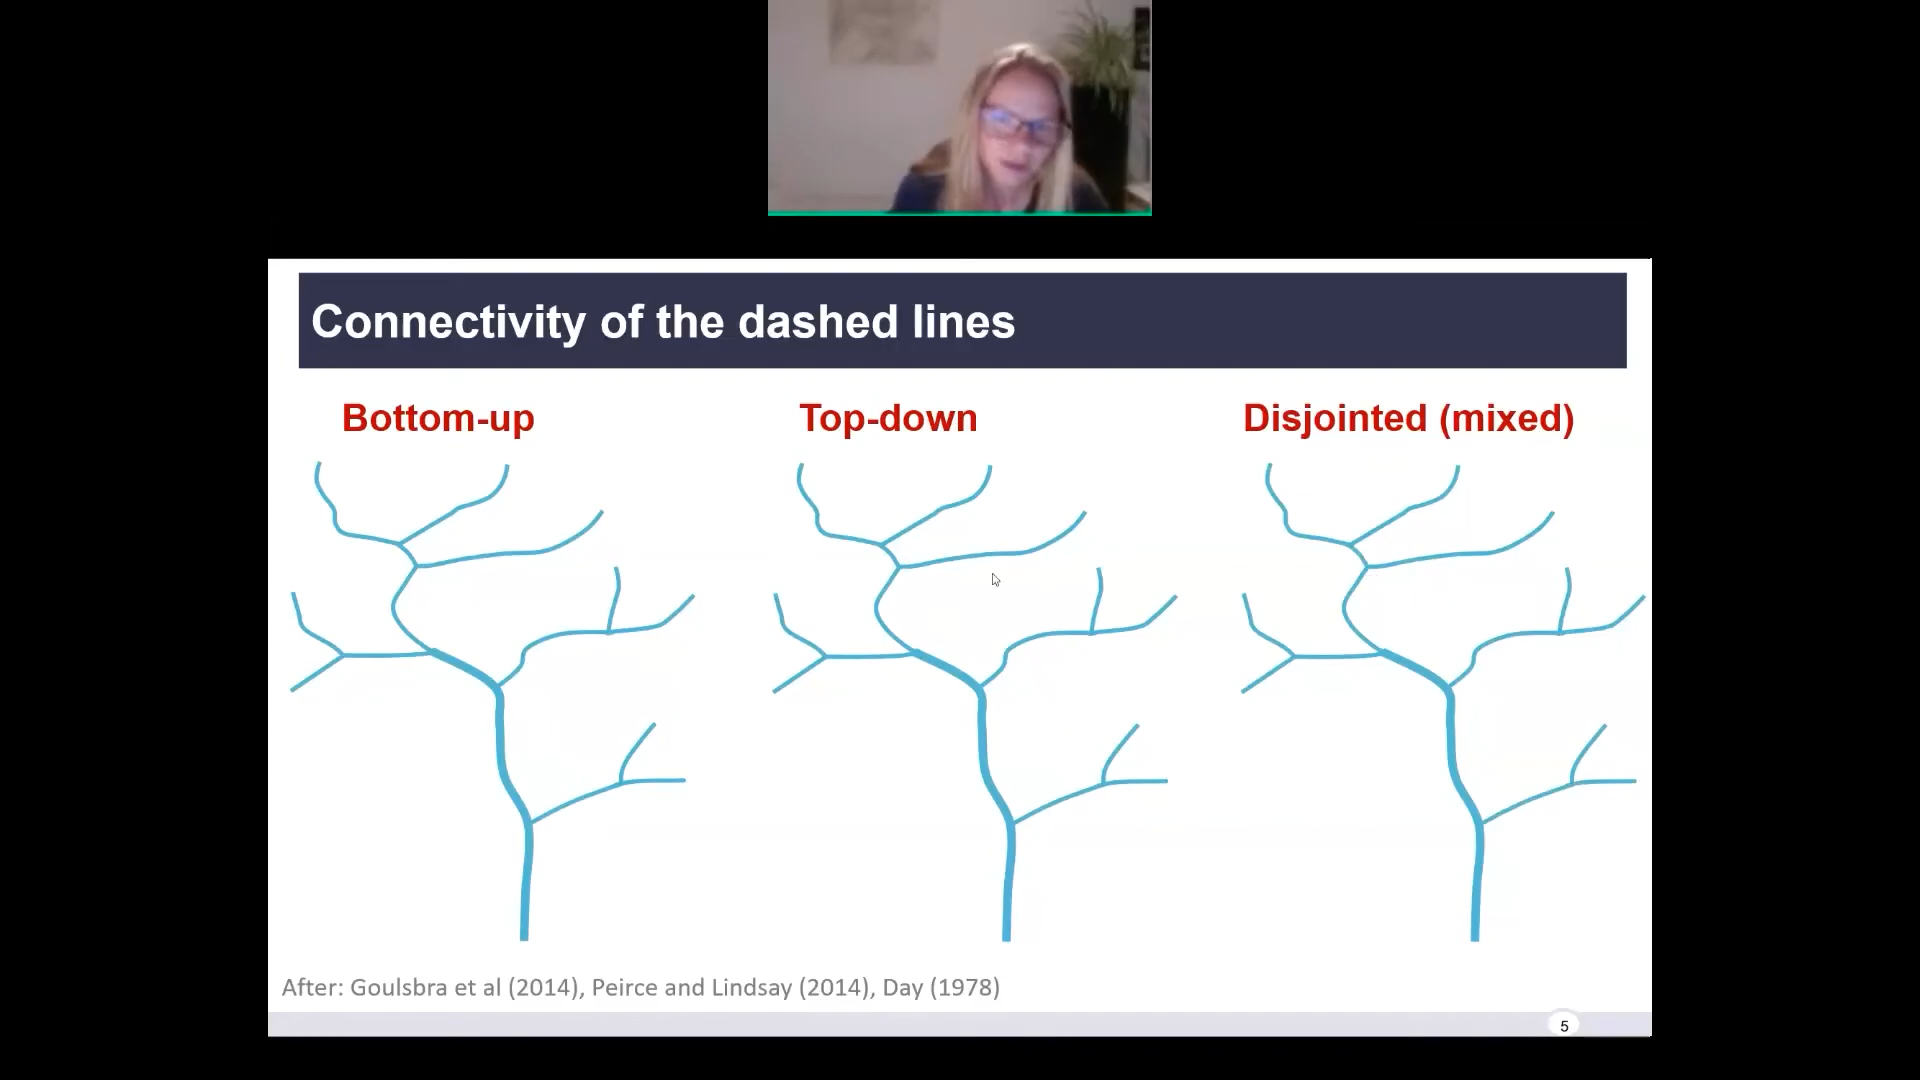 Connectivity of the dashed lines
Bottom-up
Top-down
Disjointed (mixed)
After: Goulsbra et al (2014), Peirce and Lindsay (2014), Day (1978)
5